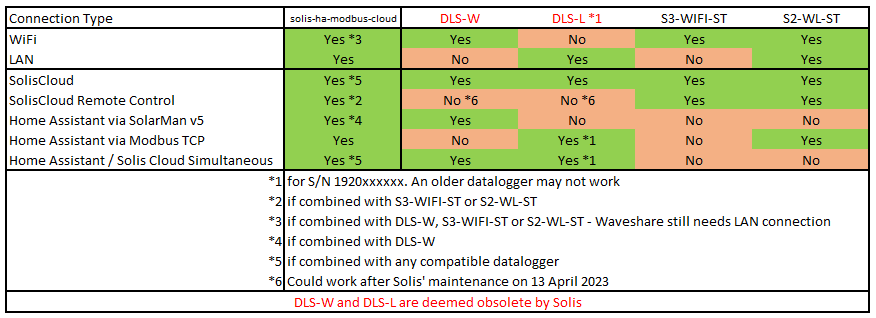 Connection Type solis-ha-modbus-cloud DLS-W DLS-L *1 S3-WIFI-ST S2-WL-ST
WiFi Yes *3 Yes No Yes Yes
LAN Yes No Yes No Yes
SolisCloud Yes *5 Yes Yes Yes Yes
SolisCloud Remote Control Yes *2 No *6 No *6 Yes Yes
Home Assistant via SolarMan v5 Yes *4 Yes No No No
Home Assistant via Modbus TCP Yes No Yes *1 No Yes
Home Assistant / Solis Cloud Simultaneous Yes *5 Yes Yes *1 No No
*1 for S/N 1920xxxxxx. An older datalogger may not work
*2 if combined with S3-WIFI-ST or S2-WL-ST
*3 if combined with DLS-W, S3-WIFI-ST or S2-WL-ST - Waveshare still needs LAN connection
*4 if combined with DLS-W
*5 if combined with any compatible datalogger
*6 Could work after Solis' maintenance on 13 April 2023
DLS-W and DLS-L are deemed obsolete by Solis